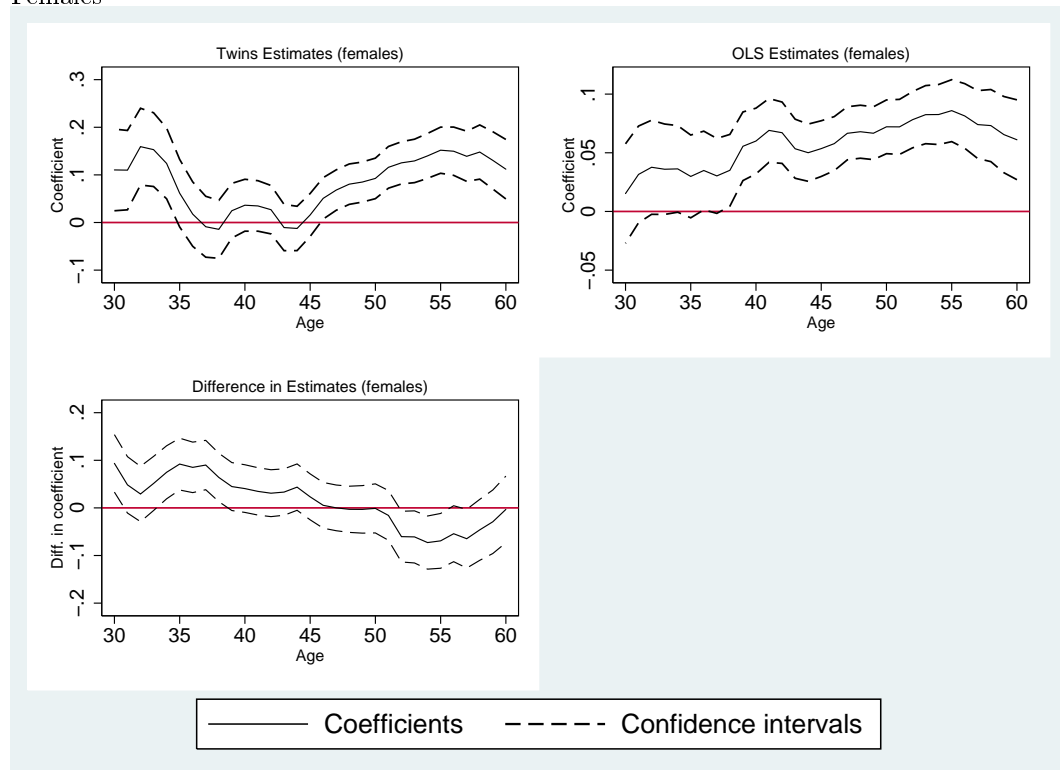 Females
Twins Estimates (females)
Coefficient
-.1 0 .1 .2 .3
30 35 40 45 50 55 60
Age
OLS Estimates (females)
Coefficient
-.05 0 .05 .1
30 35 40 45 50 55 60
Age
Difference in Estimates (females)
Diff. in coefficient
-.2 -.1 0 .1 .2
30 35 40 45 50 55 60
Age
Coefficients Confidence intervals